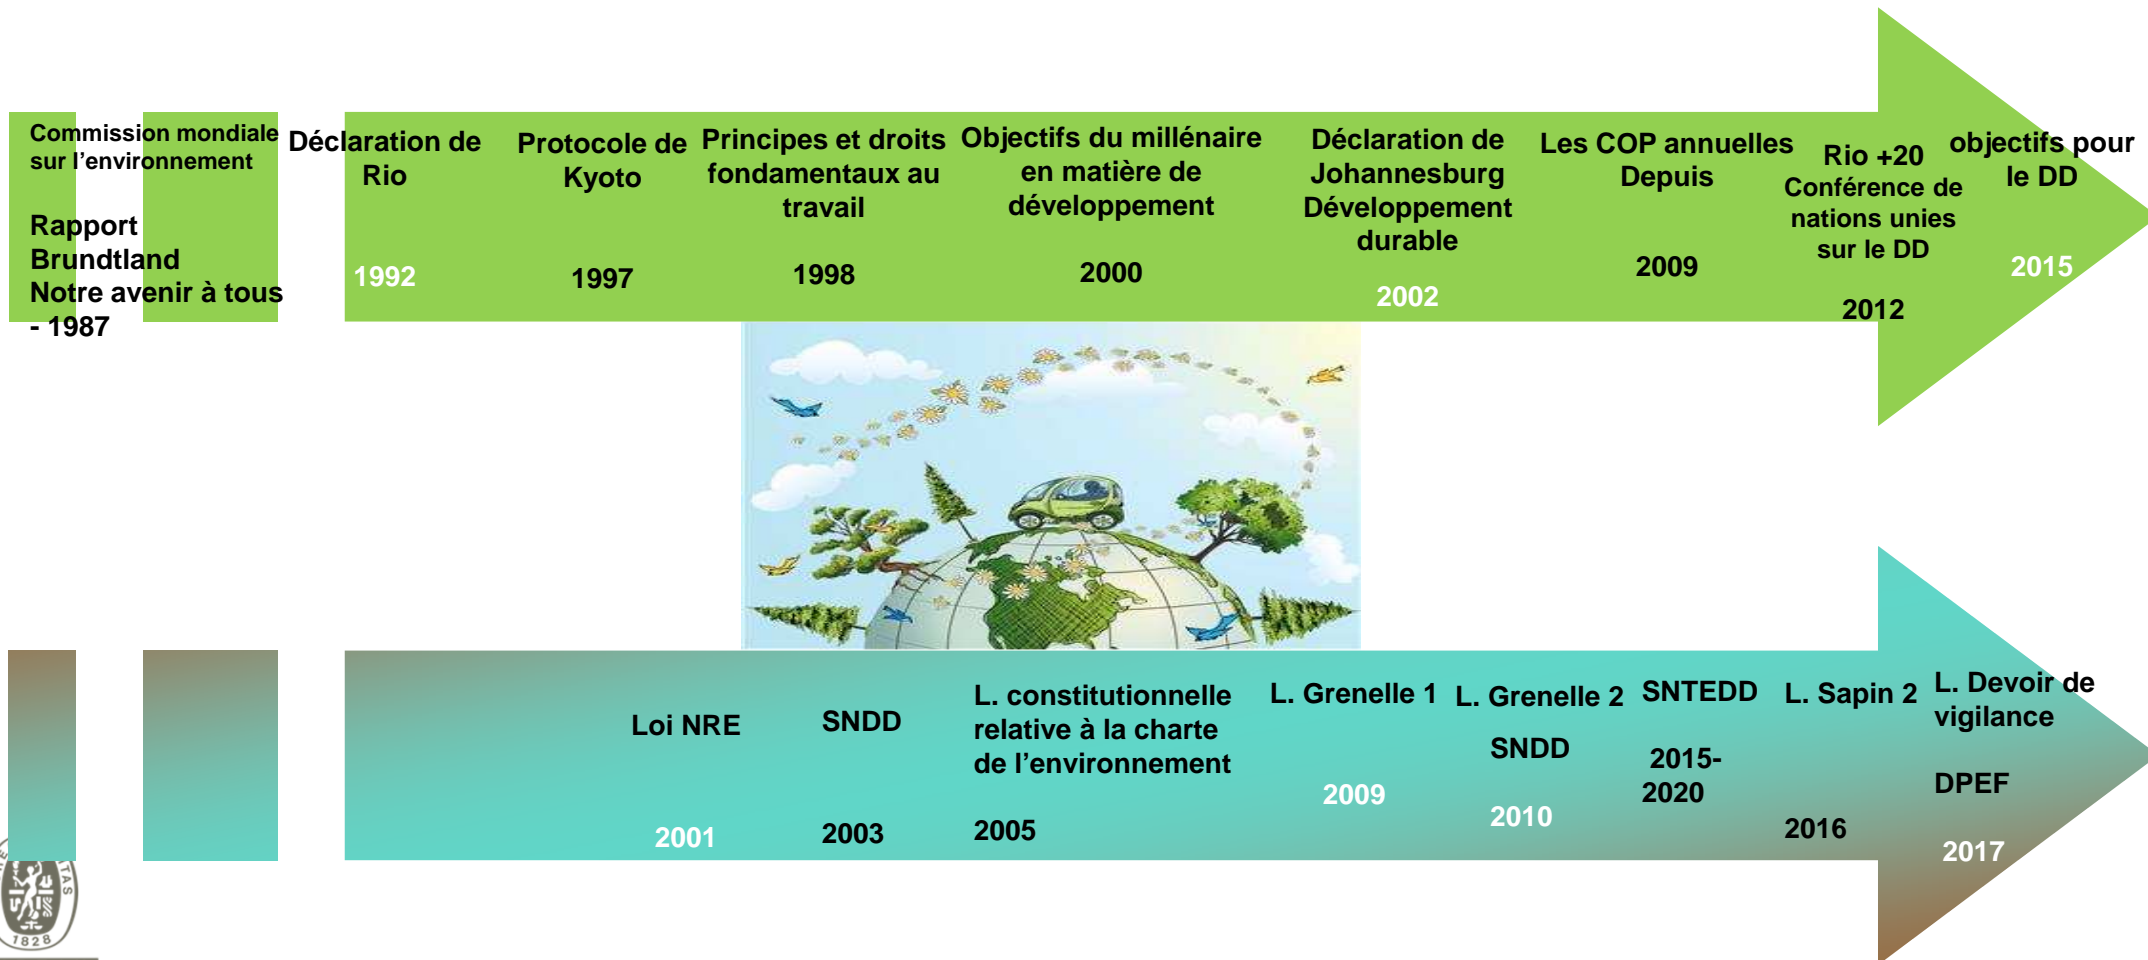 Commission mondiale
sur l’environnement
Rapport
Brundtland
Notre avenir à tous
- 1987
Déclaration de
Rio
1992
Protocole de
Kyoto
1997
Principes et droits
fondamentaux au
travail
1998
Objectifs du millénaire
en matière de
développement
2000
Déclaration de
Johannesburg
Développement
durable
2002
Les COP annuelles
Depuis
2009
Rio +20
Conférence de
nations unies
sur le DD
2012
objectifs pour
le DD
2015
Loi NRE
2001
SNDD
2003
L. constitutionnelle
relative à la charte
de l’environnement
2005
L. Grenelle 1
2009
L. Grenelle 2
SNDD
2010
SNTEDD
2015-
2020
L. Sapin 2
2016
L. Devoir de
vigilance
DPEF
2017
1828